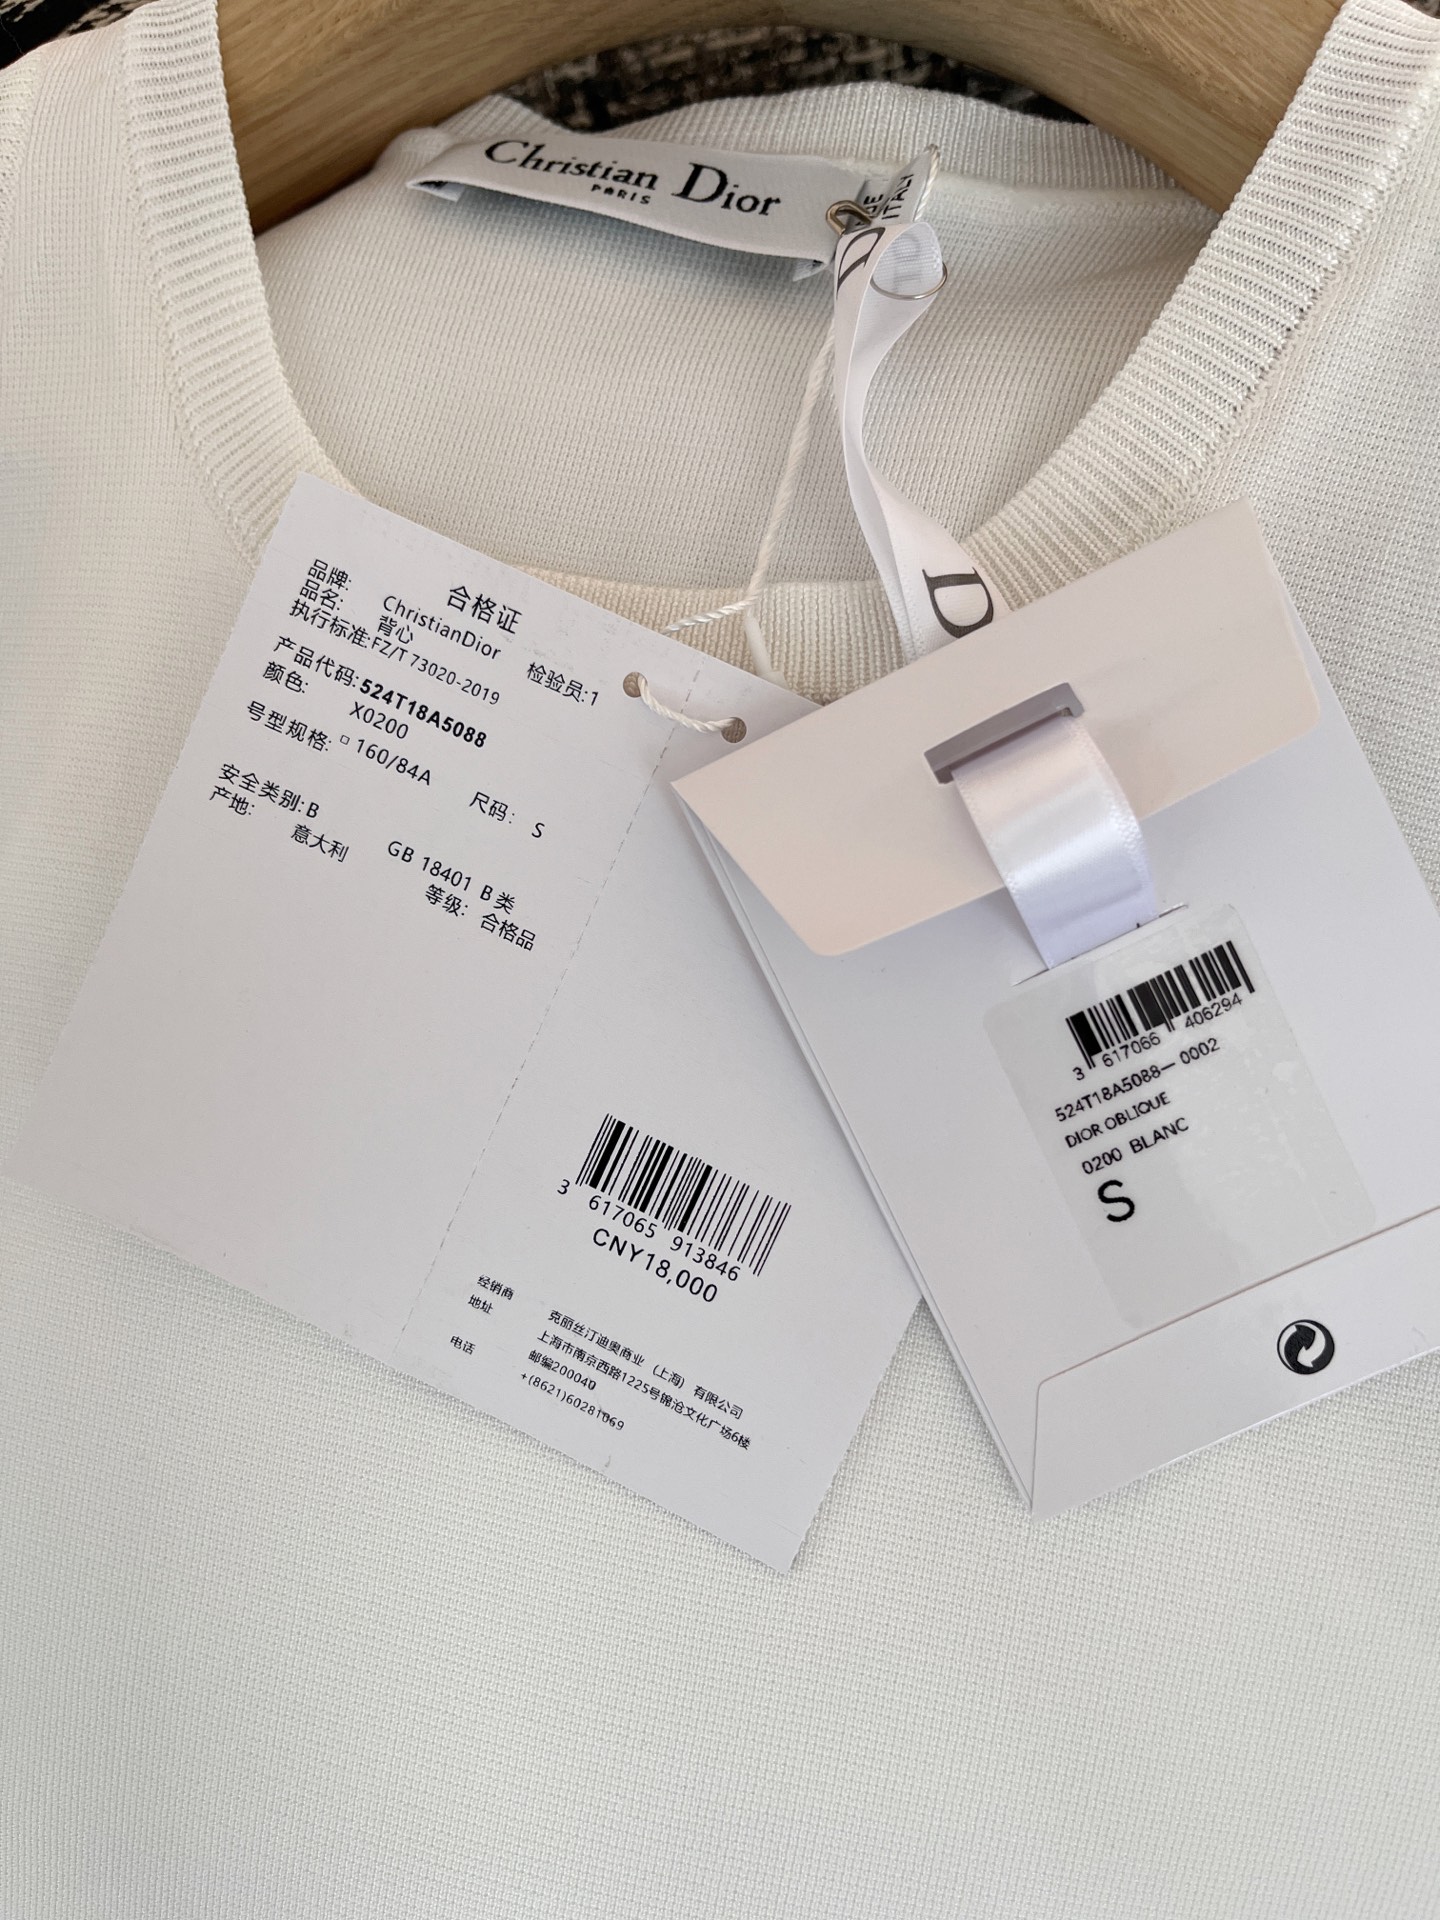 Christian Dior
PARIS
ITALY
D
合格证
品牌: ChristianDior
品名: 背心
检验员:1
执行标准:FZ/T 73020-2019
产品代码:524T18A5088
颜色: X0200
号型规格: 160/84A
尺码: S
安全类别:B
GB 18401 B类
产地: 意大利
等级: 合格品
3 617065 913846
CNY18,000
经销商 克丽丝汀迪奥商业(上海)有限公司
地址 上海市南京西路1225号锦沧文化广场6楼
邮编200040
电话 +(8621)60281069
3 617066 406294
524T18A5088—0002
DIOR OBLIQUE
0200 BLANC
S